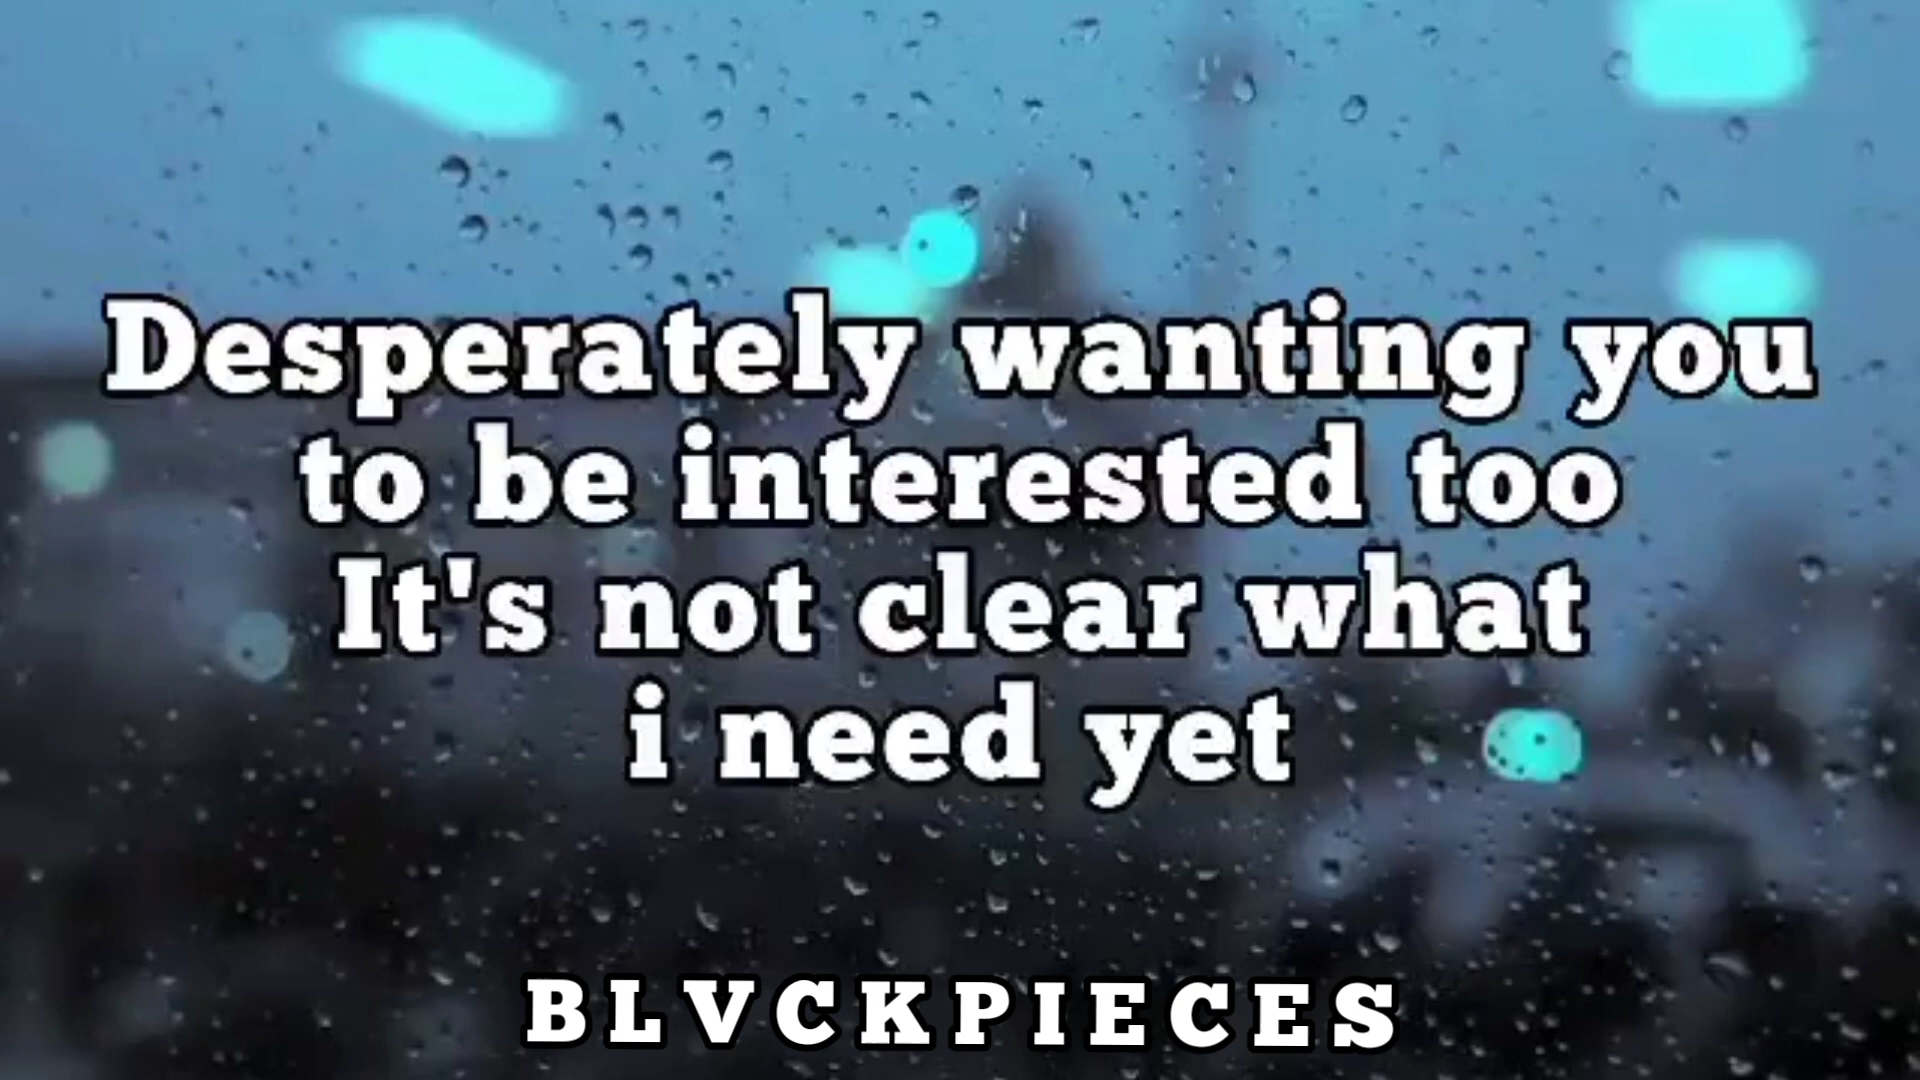 Desperately wanting you
to be interested too
It's not clear what
i need yet
BLVCKPIECES